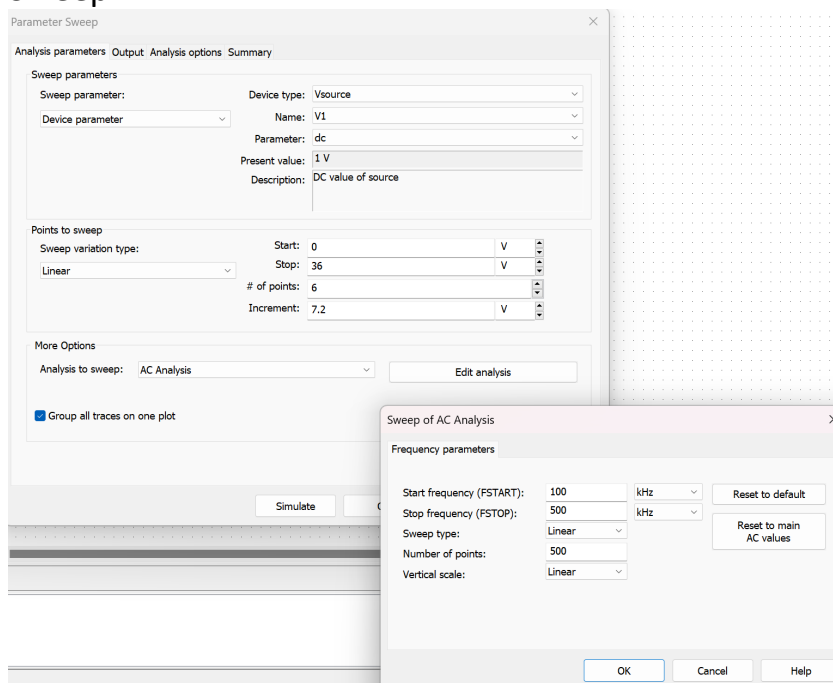 Parameter Sweep
Analysis parameters Output Analysis options Summary
Sweep parameters
Sweep parameter:
Device parameter
Device type: Vsource
Name: V1
Parameter: dc
Present value: 1 V
Description: DC value of source
Points to sweep
Sweep variation type:
Linear
Start: 0 V
Stop: 36 V
# of points: 6
Increment: 7.2 V
More Options
Analysis to sweep: AC Analysis
Edit analysis
Group all traces on one plot
Simulate
Sweep of AC Analysis
Frequency parameters
Start frequency (FSTART): 100 kHz
Reset to default
Stop frequency (FSTOP): 500 kHz
Sweep type: Linear
Reset to main
AC values
Number of points: 500
Vertical scale: Linear
OK Cancel Help